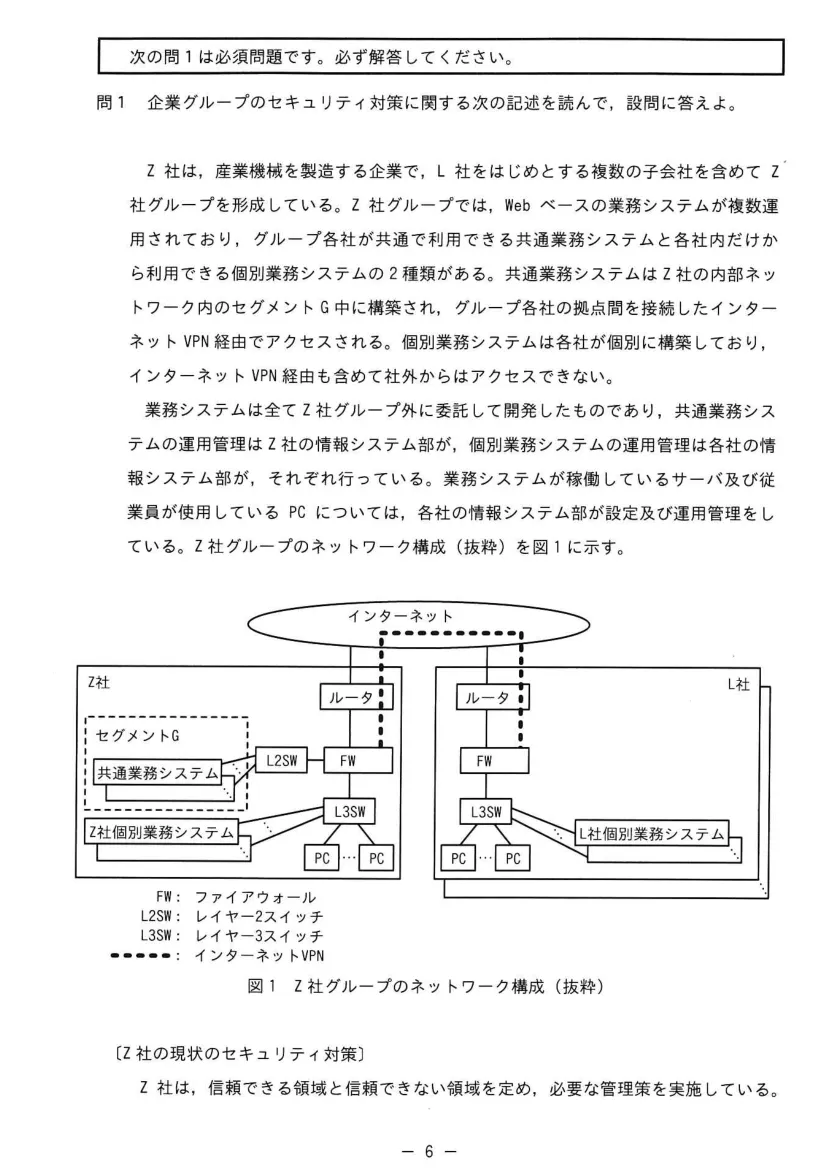 次の問1は必須問題です。必ず解答してください。
問1 企業グループのセキュリティ対策に関する次の記述を読んで，設問に答えよ。
Z 社は，産業機械を製造する企業で，L 社をはじめとする複数の子会社を含めて Z
社グループを形成している。Z 社グループでは，Web ベースの業務システムが複数運
用されており，グループ各社が共通で利用できる共通業務システムと各社内だけか
ら利用できる個別業務システムの2種類がある。共通業務システムは Z 社の内部ネッ
トワーク内のセグメント G 中に構築され，グループ各社の拠点間を接続したインター
ネット VPN 経由でアクセスされる。個別業務システムは各社が個別に構築しており，
インターネット VPN 経由も含めて社外からはアクセスできない。
業務システムは全て Z 社グループ外に委託して開発したものであり，共通業務シス
テムの運用管理は Z 社の情報システム部が，個別業務システムの運用管理は各社の情
報システム部が，それぞれ行っている。業務システムが稼働しているサーバ及び従
業員が使用している PC については，各社の情報システム部が設定及び運用管理をし
ている。Z 社グループのネットワーク構成（抜粋）を図1に示す。
インターネット
Z社
L社
ルータ
ルータ
セグメントG
共通業務システム
L2SW
FW
FW
Z社個別業務システム
L3SW
L3SW
L社個別業務システム
PC … PC
PC … PC
FW： ファイアウォール
L2SW： レイヤー2スイッチ
L3SW： レイヤー3スイッチ
： インターネットVPN
図1 Z 社グループのネットワーク構成（抜粋）
〔Z 社の現状のセキュリティ対策〕
Z 社は，信頼できる領域と信頼できない領域を定め，必要な管理策を実施している。
－ 6 －